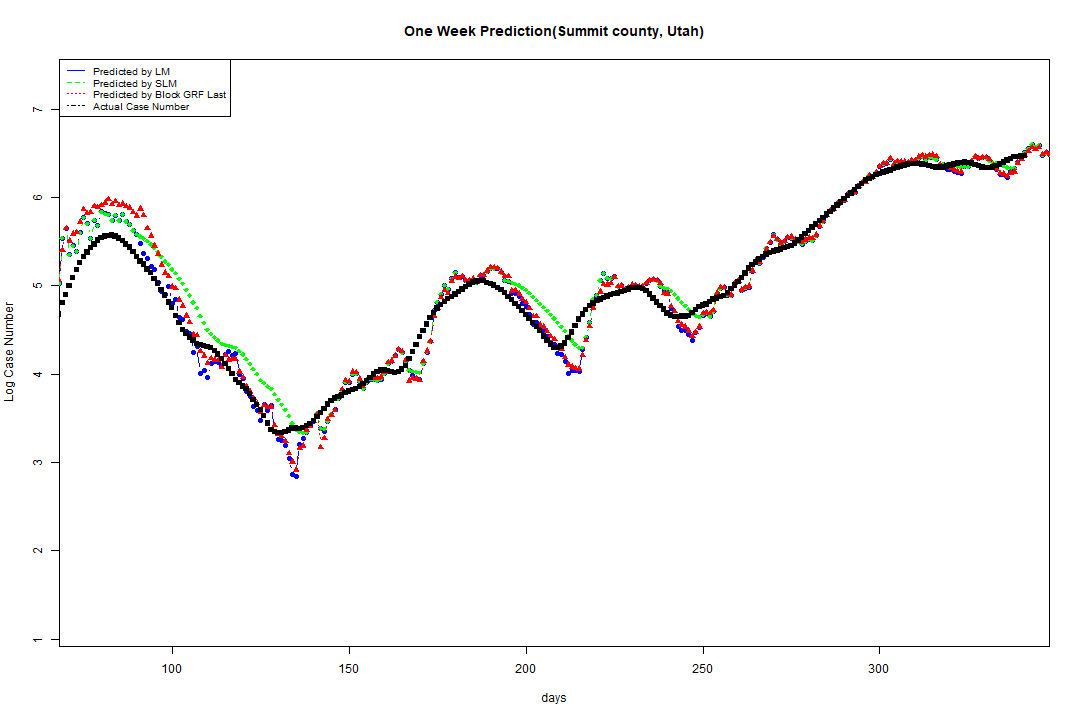 One Week Prediction(Summit county, Utah)
Predicted by LM
Predicted by SLM
Predicted by Block GRF Last
Actual Case Number
7
6
5
4
3
2
1
Log Case Number
100 150 200 250 300
days